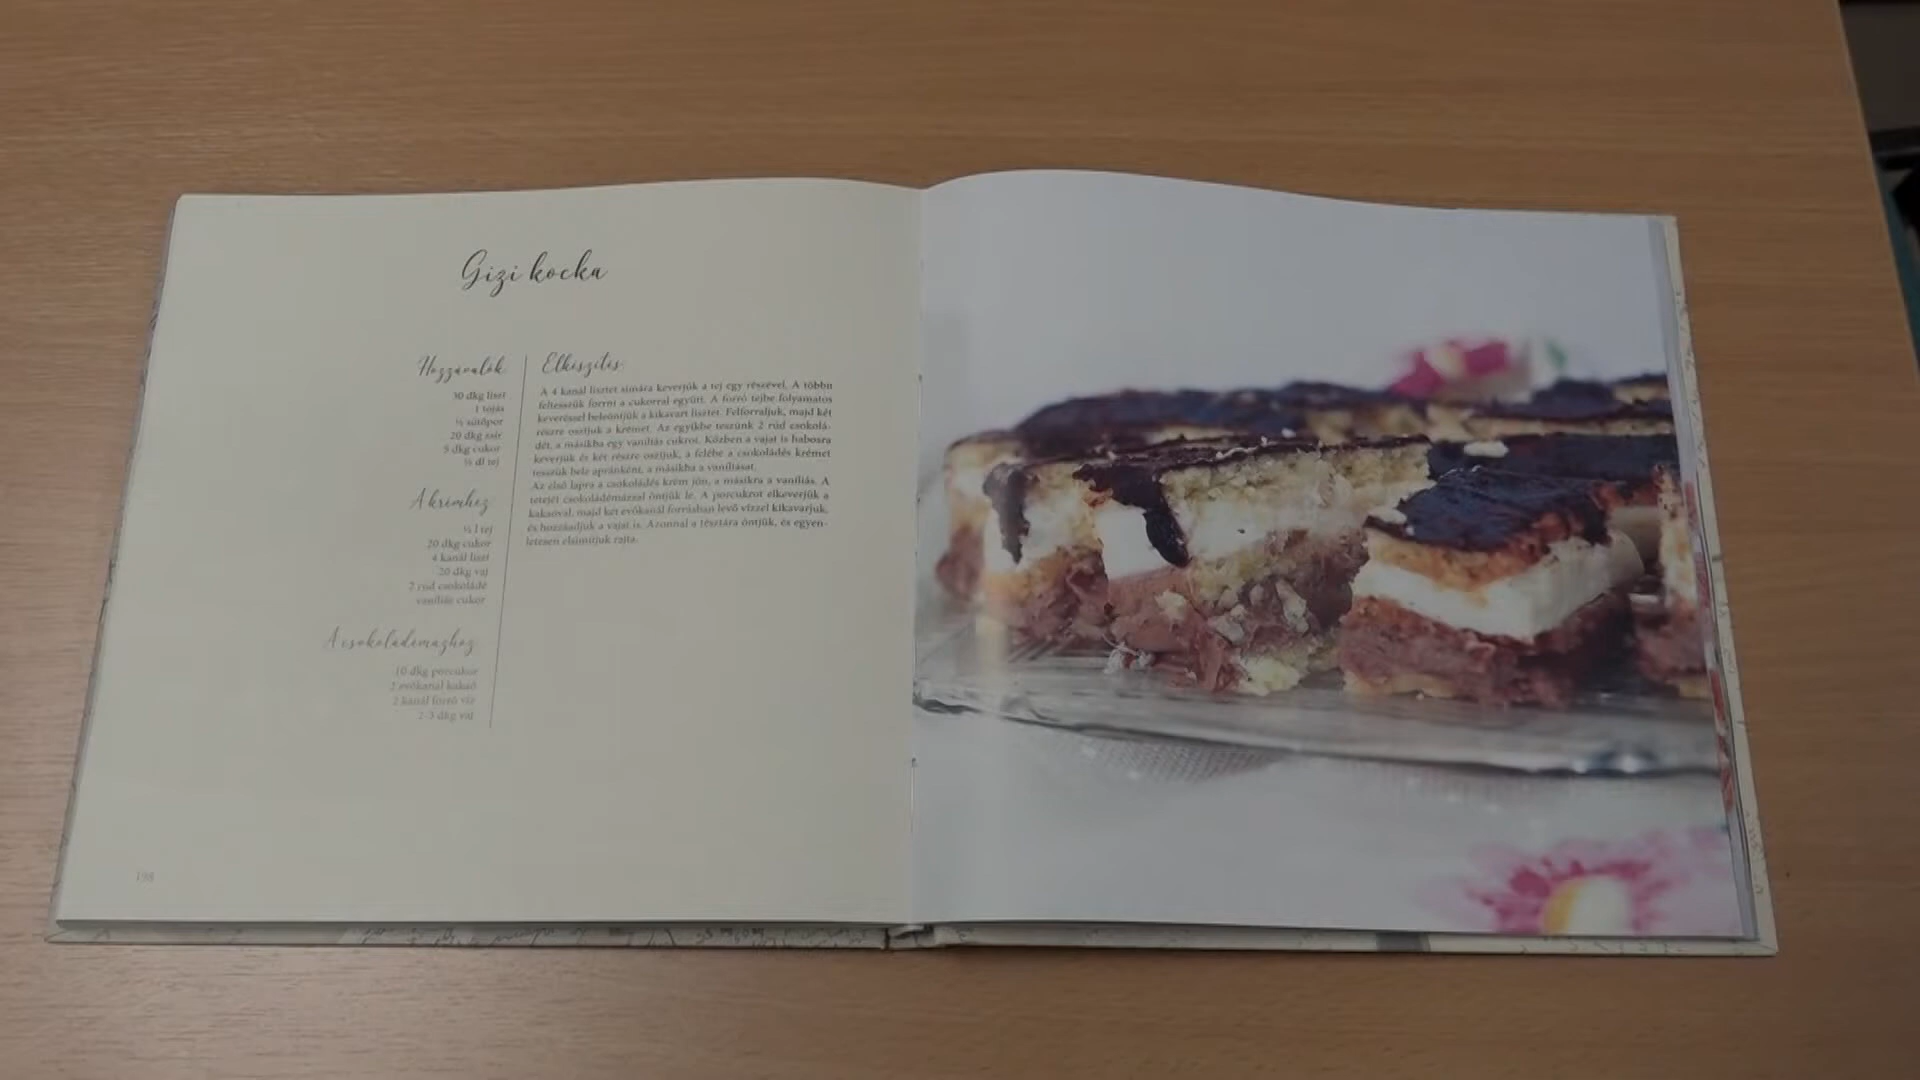 Gizi kocka
Hozzávalók:
30 dkg liszt
1 tojás
½ sütőpor
20 dkg zsír
5 dkg cukor
½ dl tej
A krémhez:
20 dkg cukor
4 kanál liszt
20 dkg vaj
2 rúd csokoládé
vaníliás cukor
A csokoládémázhoz:
10 dkg porcukor
2 evőkanál kakaó
2 kanál forró víz
2-3 dkg vaj
Elkészítés:
A 4 kanál lisztet simára keverjük a tej egy részével. A többit
feltesszük forrni a cukorral együtt. A forró tejbe folyamatos
keveréssel beleöntjük a kikavart lisztet. Felforraljuk, majd két
részre osztjuk a krémet. Az egyikbe teszünk 2 rúd csokolá-
dét, a másikba egy vaníliás cukrot. Közben a vajat is habosra
keverjük és két részre osztjuk, a felébe a csokoládés krémet
tesszük bele apránként, a másikba a vaníliásat.
Az első lapra a csokoládés krém jön, a másikra a vaníliás. A
tetejét csokoládémázzal öntjük le. A porcukrot elkeverjük a
kakaóval, majd két evőkanál forrásban levő vízzel kikavarjuk,
és hozzáadjuk a vajat is. Azonnal a tésztára öntjük, és egyen-
letesen elsimítjuk rajta.
198